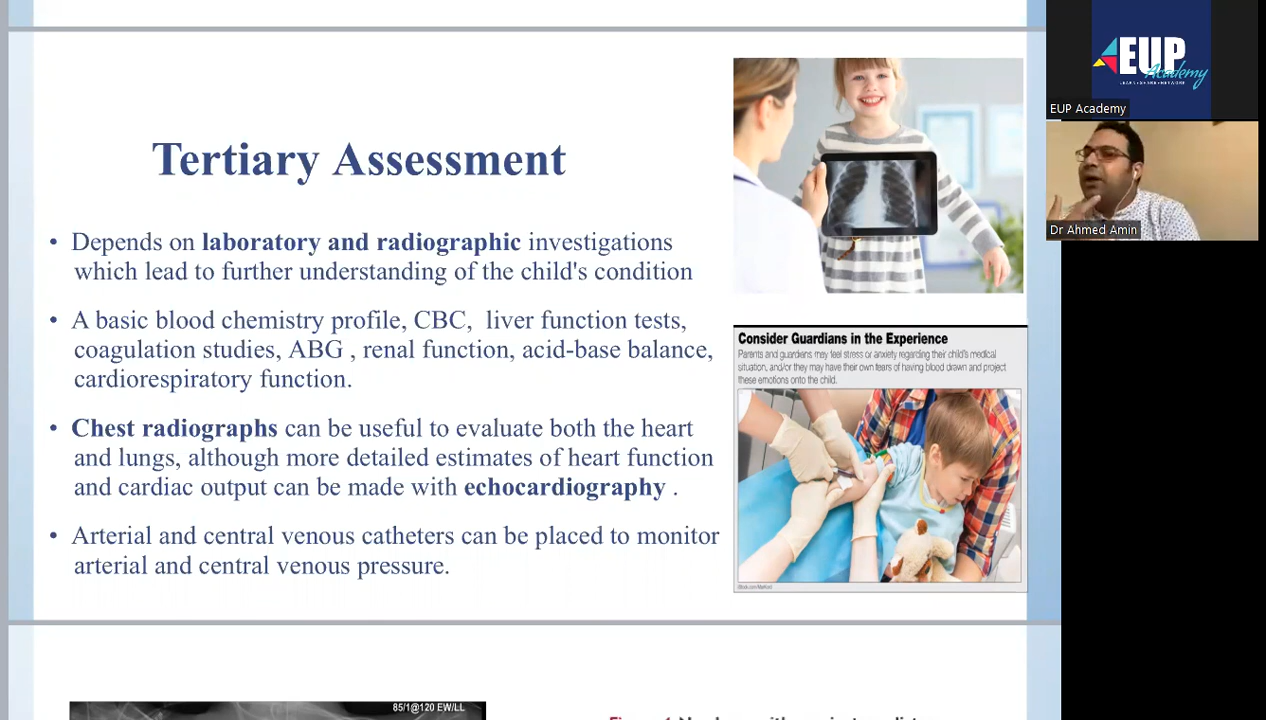 Tertiary Assessment
• Depends on laboratory and radiographic investigations
which lead to further understanding of the child's condition
• A basic blood chemistry profile, CBC, liver function tests,
coagulation studies, ABG , renal function, acid-base balance,
cardiorespiratory function.
• Chest radiographs can be useful to evaluate both the heart
and lungs, although more detailed estimates of heart function
and cardiac output can be made with echocardiography .
• Arterial and central venous catheters can be placed to monitor
arterial and central venous pressure.
Consider Guardians in the Experience
Parents and guardians may feel stress or anxiety regarding their child's medical
situation, and/or they may have their own fears of having blood drawn and project
these emotions onto the child.
85/1@120 EW/LL
EUP
Academy
EUP Academy
Dr Ahmed Amin